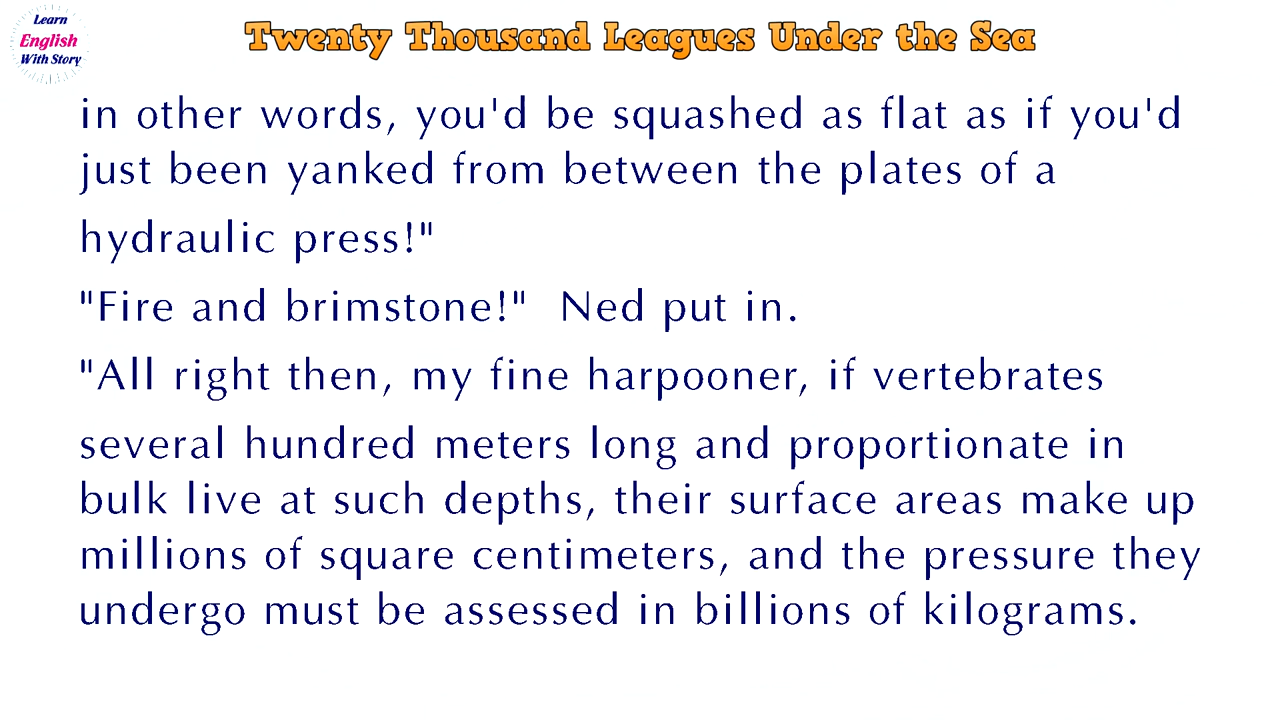 Learn
English
With Story
Twenty Thousand Leagues Under the Sea
in other words, you'd be squashed as flat as if you'd
just been yanked from between the plates of a
hydraulic press!"
"Fire and brimstone!"  Ned put in.
"All right then, my fine harpooner, if vertebrates
several hundred meters long and proportionate in
bulk live at such depths, their surface areas make up
millions of square centimeters, and the pressure they
undergo must be assessed in billions of kilograms.